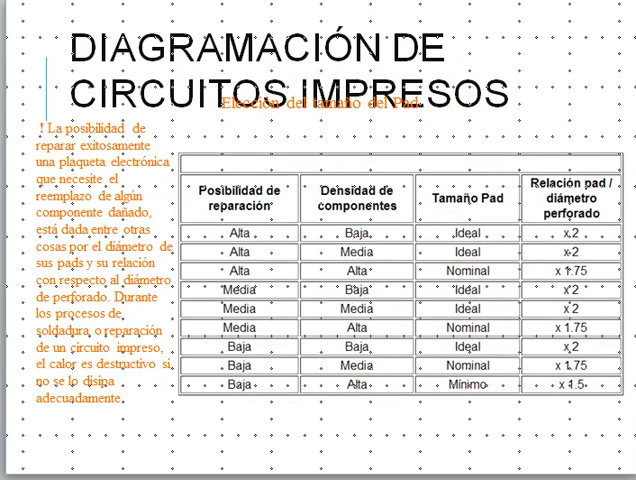 DIAGRAMACIÓN DE
CIRCUITOS IMPRESOS
Elección del tamaño del Pad
! La posibilidad de
reparar exitosamente
una plaqueta electrónica
que necesite el
reemplazo de algún
componente dañado,
está dada entre otras
cosas por el diámetro de
sus pads y su relación
con respecto al diámetro
de perforado. Durante
los procesos de
soldadura o reparación
de un circuito impreso,
el calor es destructivo si
no se lo disipa
adecuadamente.
Posibilidad de reparación Densidad de componentes Tamaño Pad Relación pad / diámetro perforado
Alta Baja Ideal x 2
Alta Media Ideal x 2
Alta Alta Nominal x 1.75
Media Baja Ideal x 2
Media Media Ideal x 2
Media Alta Nominal x 1.75
Baja Baja Ideal x 2
Baja Media Nominal x 1.75
Baja Alta Mínimo x 1.5